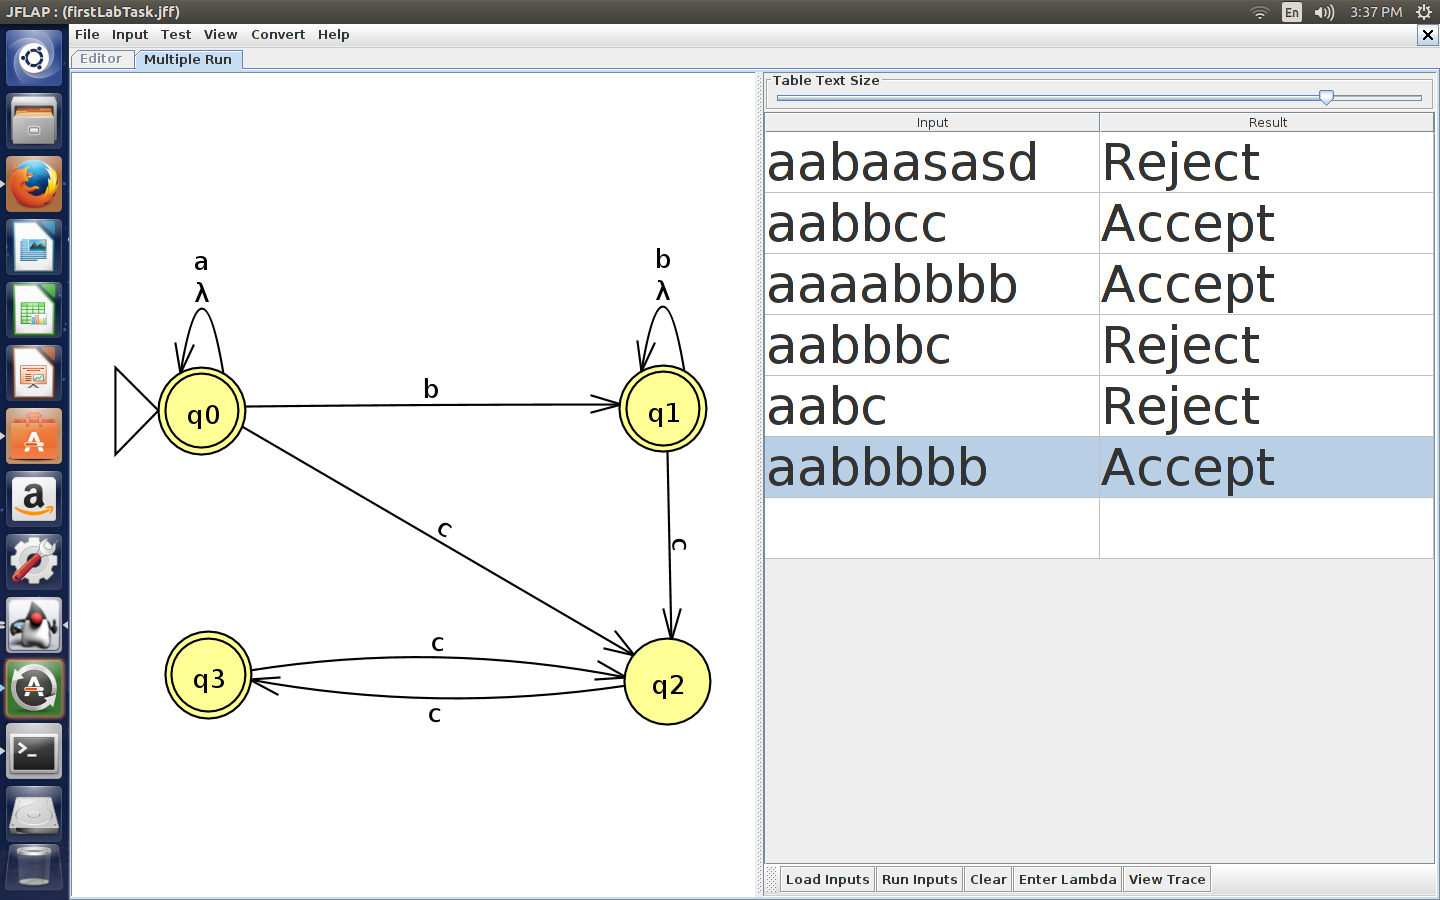 JFLAP : (firstLabTask.jff)
En
3:37 PM
File Input Test View Convert Help
Editor
Multiple Run
a
λ
b
λ
q0
b
q1
c
c
q3
c
q2
c
Table Text Size
Input Result
aabaasasd Reject
aabbcc Accept
aaaabbbb Accept
aabbbc Reject
aabc Reject
aabbbbb Accept
Load Inputs Run Inputs Clear Enter Lambda View Trace
a
>_